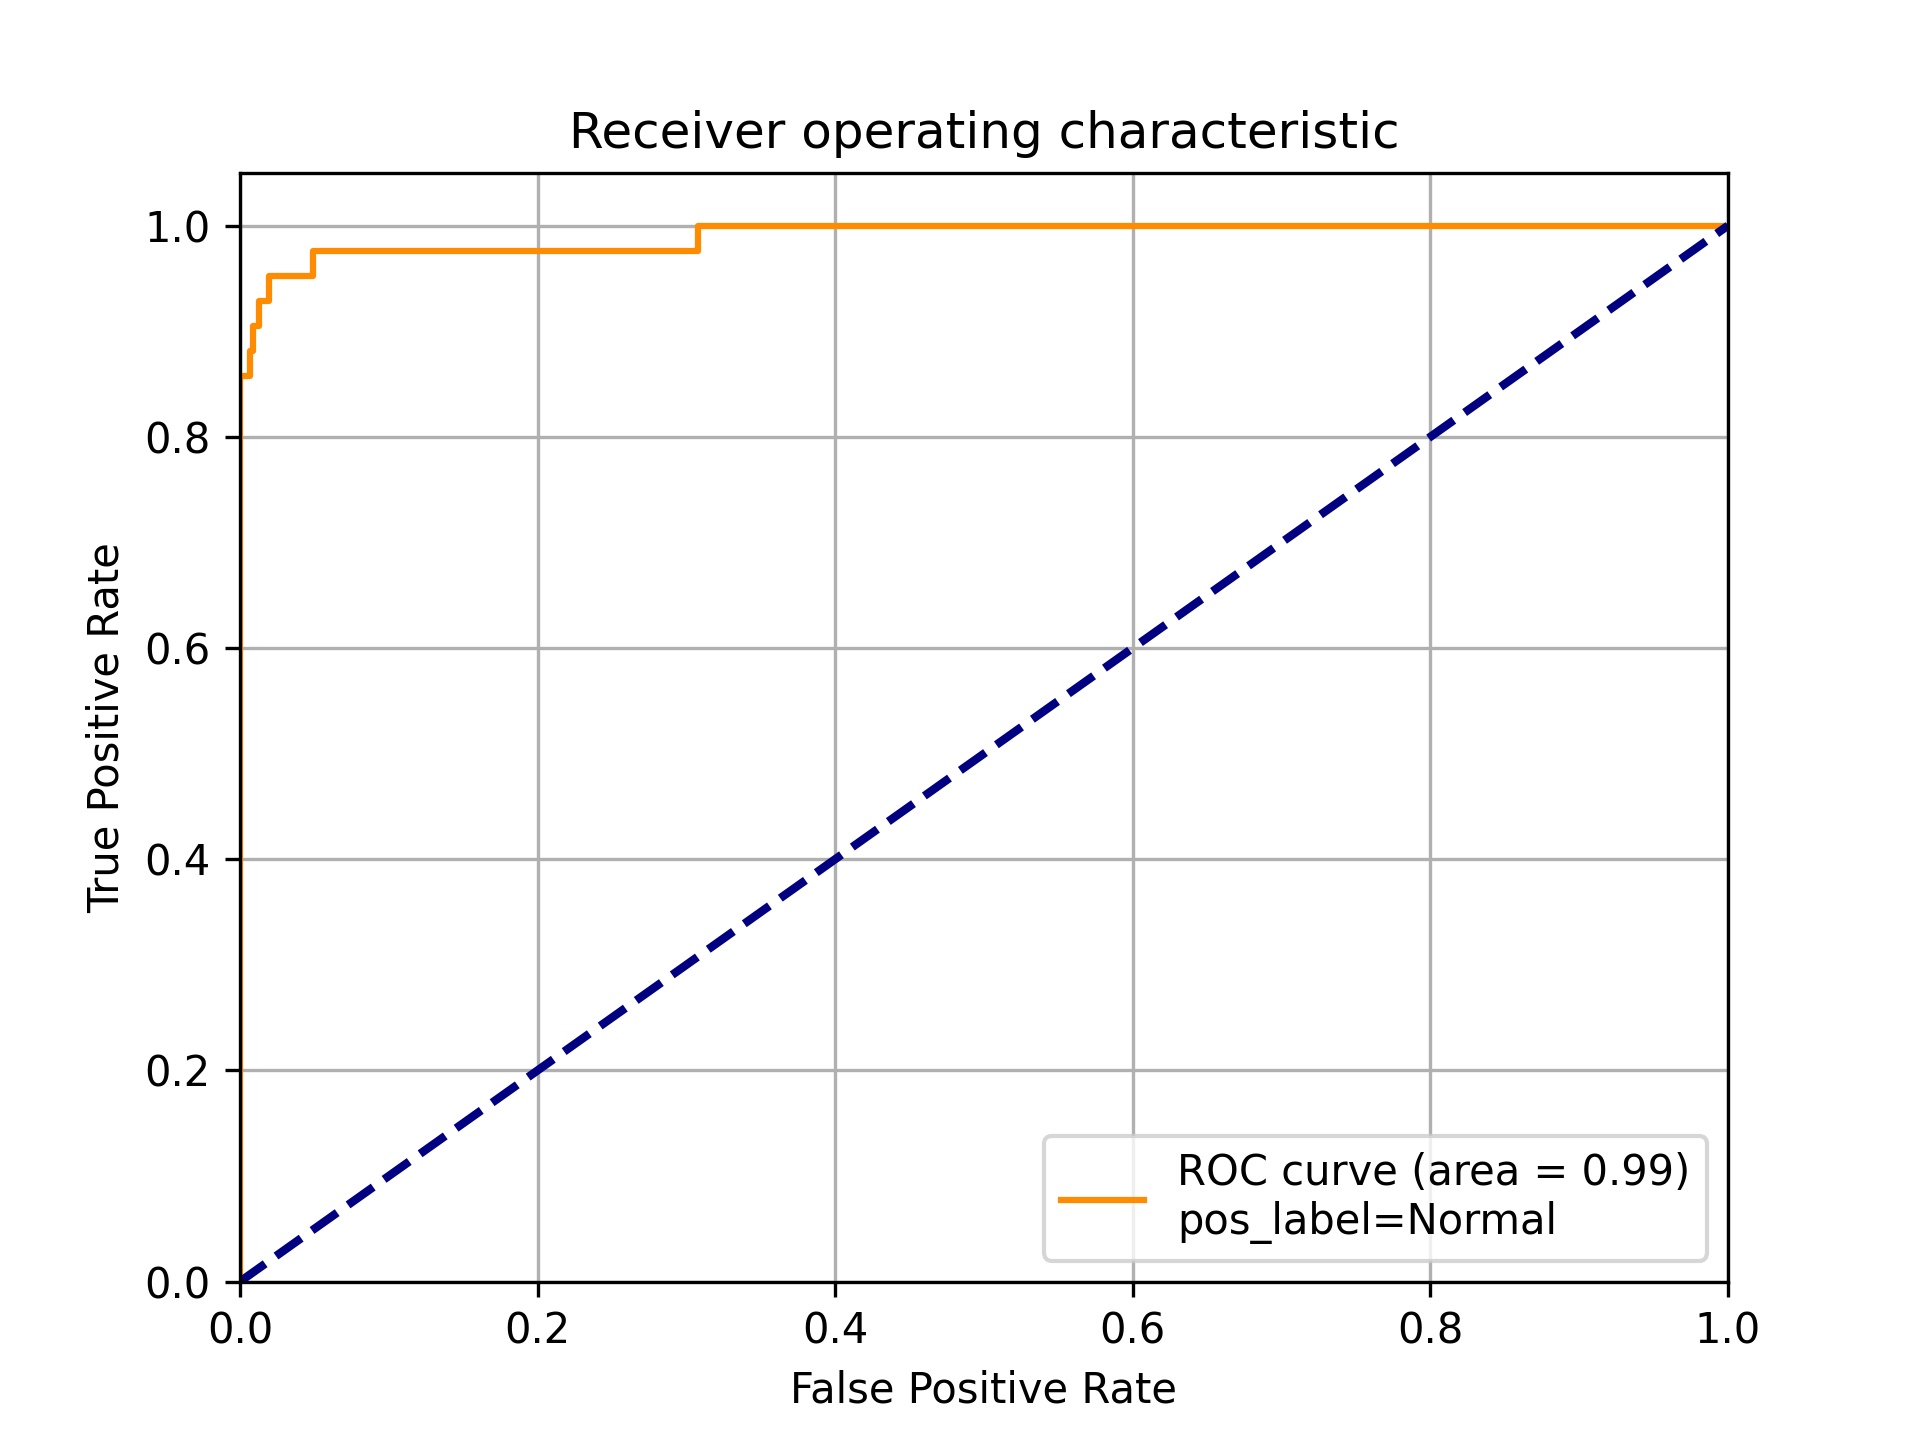 Receiver operating characteristic
1.0
0.8
0.6
0.4
0.2
0.0
True Positive Rate
0.0 0.2 0.4 0.6 0.8 1.0
False Positive Rate
ROC curve (area = 0.99)
pos_label=Normal